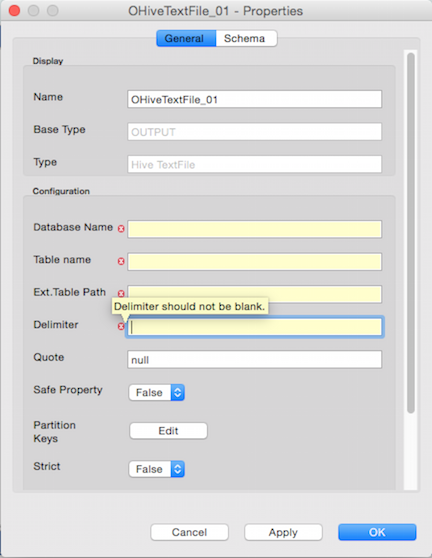 OHiveTextFile_01 - Properties
General Schema
Display
Name OHiveTextFile_01
Base Type OUTPUT
Type Hive TextFile
Configuration
Database Name
Table name
Ext.Table Path
Delimiter should not be blank.
Delimiter
Quote null
Safe Property False
Partition
Keys
Edit
Strict False
Cancel Apply OK